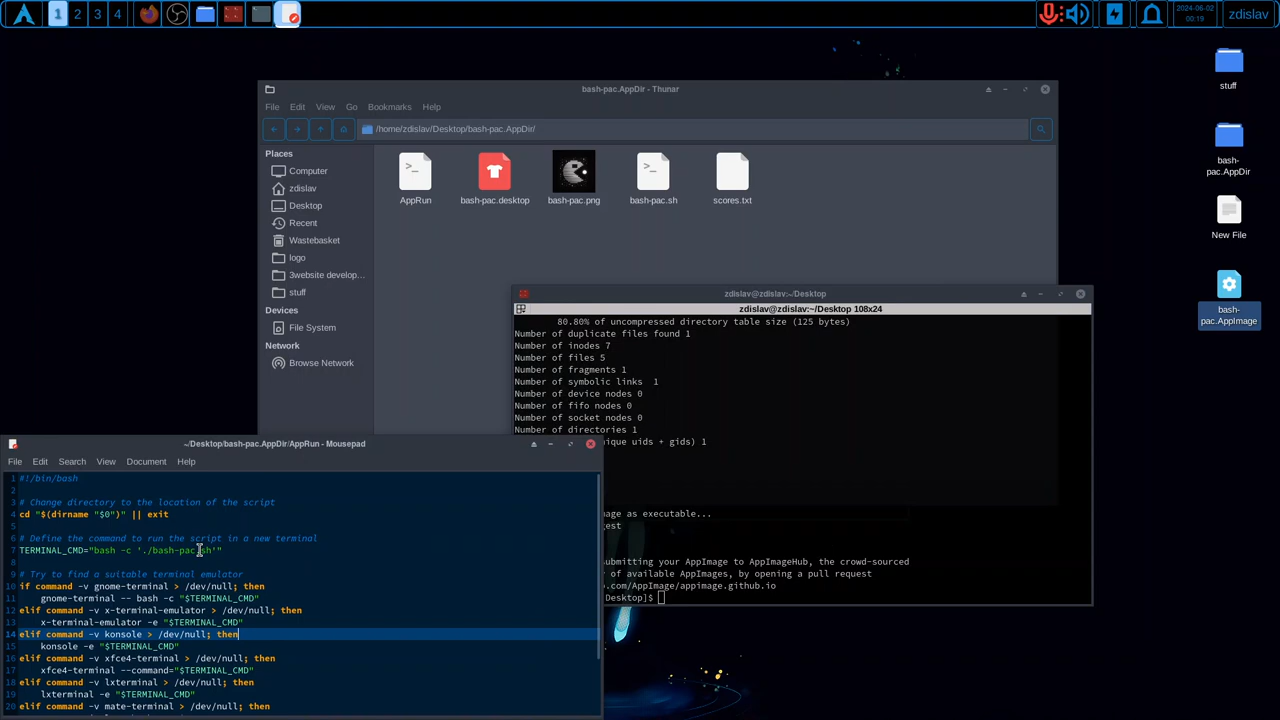 1 2 3 4
2024-06-02
00:19
zdislav
stuff
bash-
pac.AppDir
New File
bash-
pac.AppImage
bash-pac.AppDir - Thunar
File Edit View Go Bookmarks Help
/home/zdislav/Desktop/bash-pac.AppDir/
Places
Computer
zdislav
Desktop
Recent
Wastebasket
logo
3website develop...
stuff
Devices
File System
Network
Browse Network
AppRun
bash-pac.desktop
bash-pac.png
bash-pac.sh
scores.txt
zdislav@zdislav:~/Desktop
zdislav@zdislav:~/Desktop 108x24
80.80% of uncompressed directory table size (125 bytes)
Number of duplicate files found 1
Number of inodes 7
Number of files 5
Number of fragments 1
Number of symbolic links 1
Number of device nodes 0
Number of fifo nodes 0
Number of socket nodes 0
Number of directories 1
ique uids + gids) 1
age as executable...
gest
submitting your AppImage to AppImageHub, the crowd-sourced
y of available AppImages, by opening a pull request
b.com/AppImage/appimage.github.io
Desktop]$
~/Desktop/bash-pac.AppDir/AppRun - Mousepad
File Edit Search View Document Help
1 #!/bin/bash
2
3 # Change directory to the location of the script
4 cd "$(dirname "$0")" || exit
5
6 # Define the command to run the script in a new terminal
7 TERMINAL_CMD="bash -c './bash-pac.sh'"
8
9 # Try to find a suitable terminal emulator
10 if command -v gnome-terminal > /dev/null; then
11 gnome-terminal -- bash -c "$TERMINAL_CMD"
12 elif command -v x-terminal-emulator > /dev/null; then
13 x-terminal-emulator -e "$TERMINAL_CMD"
14 elif command -v konsole > /dev/null; then
15 konsole -e "$TERMINAL_CMD"
16 elif command -v xfce4-terminal > /dev/null; then
17 xfce4-terminal --command="$TERMINAL_CMD"
18 elif command -v lxterminal > /dev/null; then
19 lxterminal -e "$TERMINAL_CMD"
20 elif command -v mate-terminal > /dev/null; then